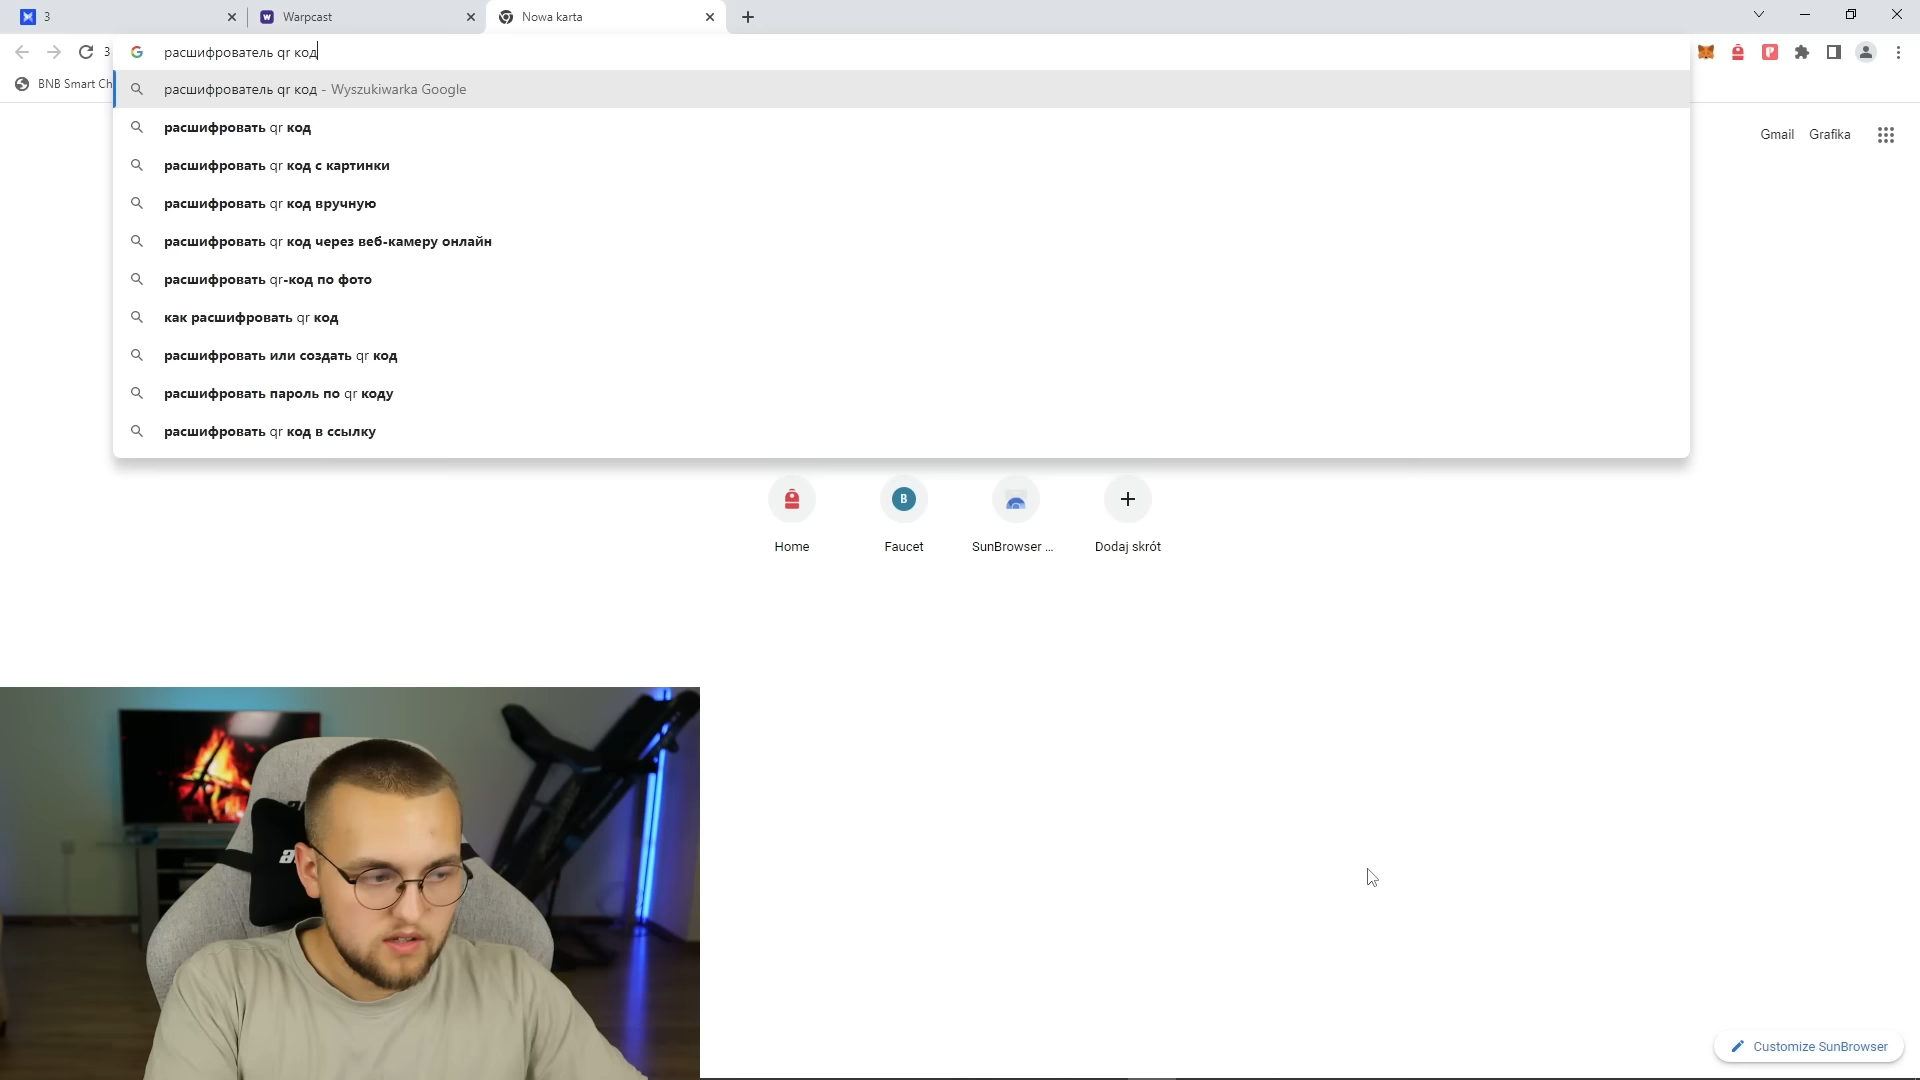 3
Warpcast
Nowa karta
3
расшифрователь qr код
BNB Smart Ch
расшифрователь qr код - Wyszukiwarka Google
расшифровать qr код
расшифровать qr код с картинки
расшифровать qr код вручную
расшифровать qr код через веб-камеру онлайн
расшифровать qr-код по фото
как расшифровать qr код
расшифровать или создать qr код
расшифровать пароль по qr коду
расшифровать qr код в ссылку
Gmail
Grafika
B
Home
Faucet
SunBrowser ...
Dodaj skrót
Customize SunBrowser